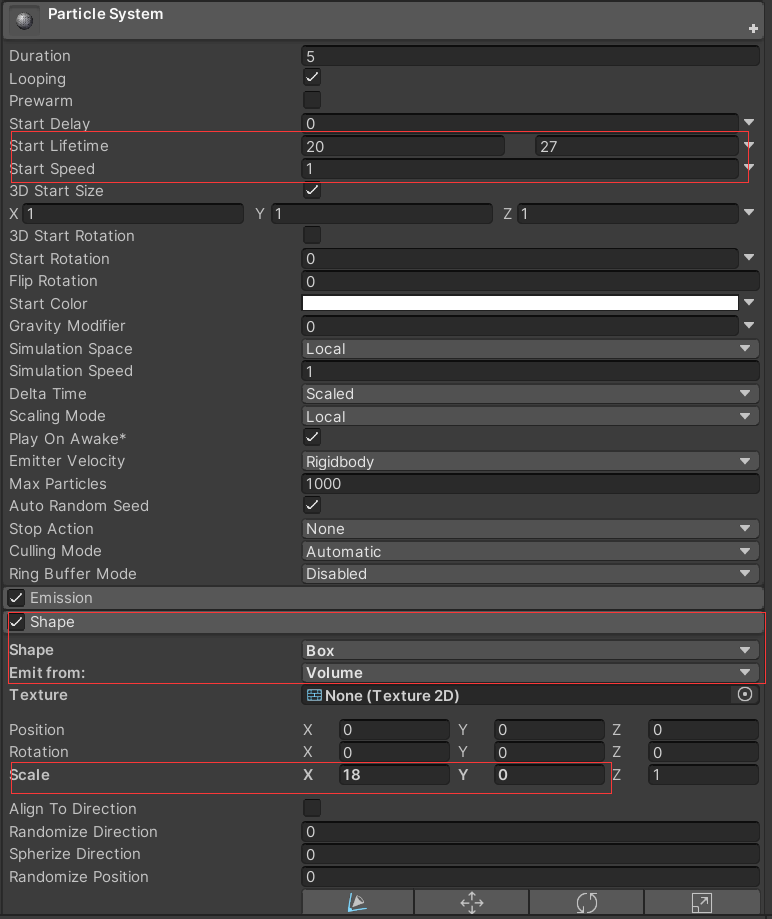 Particle System
Duration 5
Looping
Prewarm
Start Delay 0
Start Lifetime 20 27
Start Speed 1
3D Start Size
X 1 Y 1 Z 1
3D Start Rotation
Start Rotation 0
Flip Rotation 0
Start Color
Gravity Modifier 0
Simulation Space Local
Simulation Speed 1
Delta Time Scaled
Scaling Mode Local
Play On Awake*
Emitter Velocity Rigidbody
Max Particles 1000
Auto Random Seed
Stop Action None
Culling Mode Automatic
Ring Buffer Mode Disabled
Emission
Shape
Shape Box
Emit from: Volume
Texture None (Texture 2D)
Position X 0 Y 0 Z 0
Rotation X 0 Y 0 Z 0
Scale X 18 Y 0 Z 1
Align To Direction
Randomize Direction 0
Spherize Direction 0
Randomize Position 0